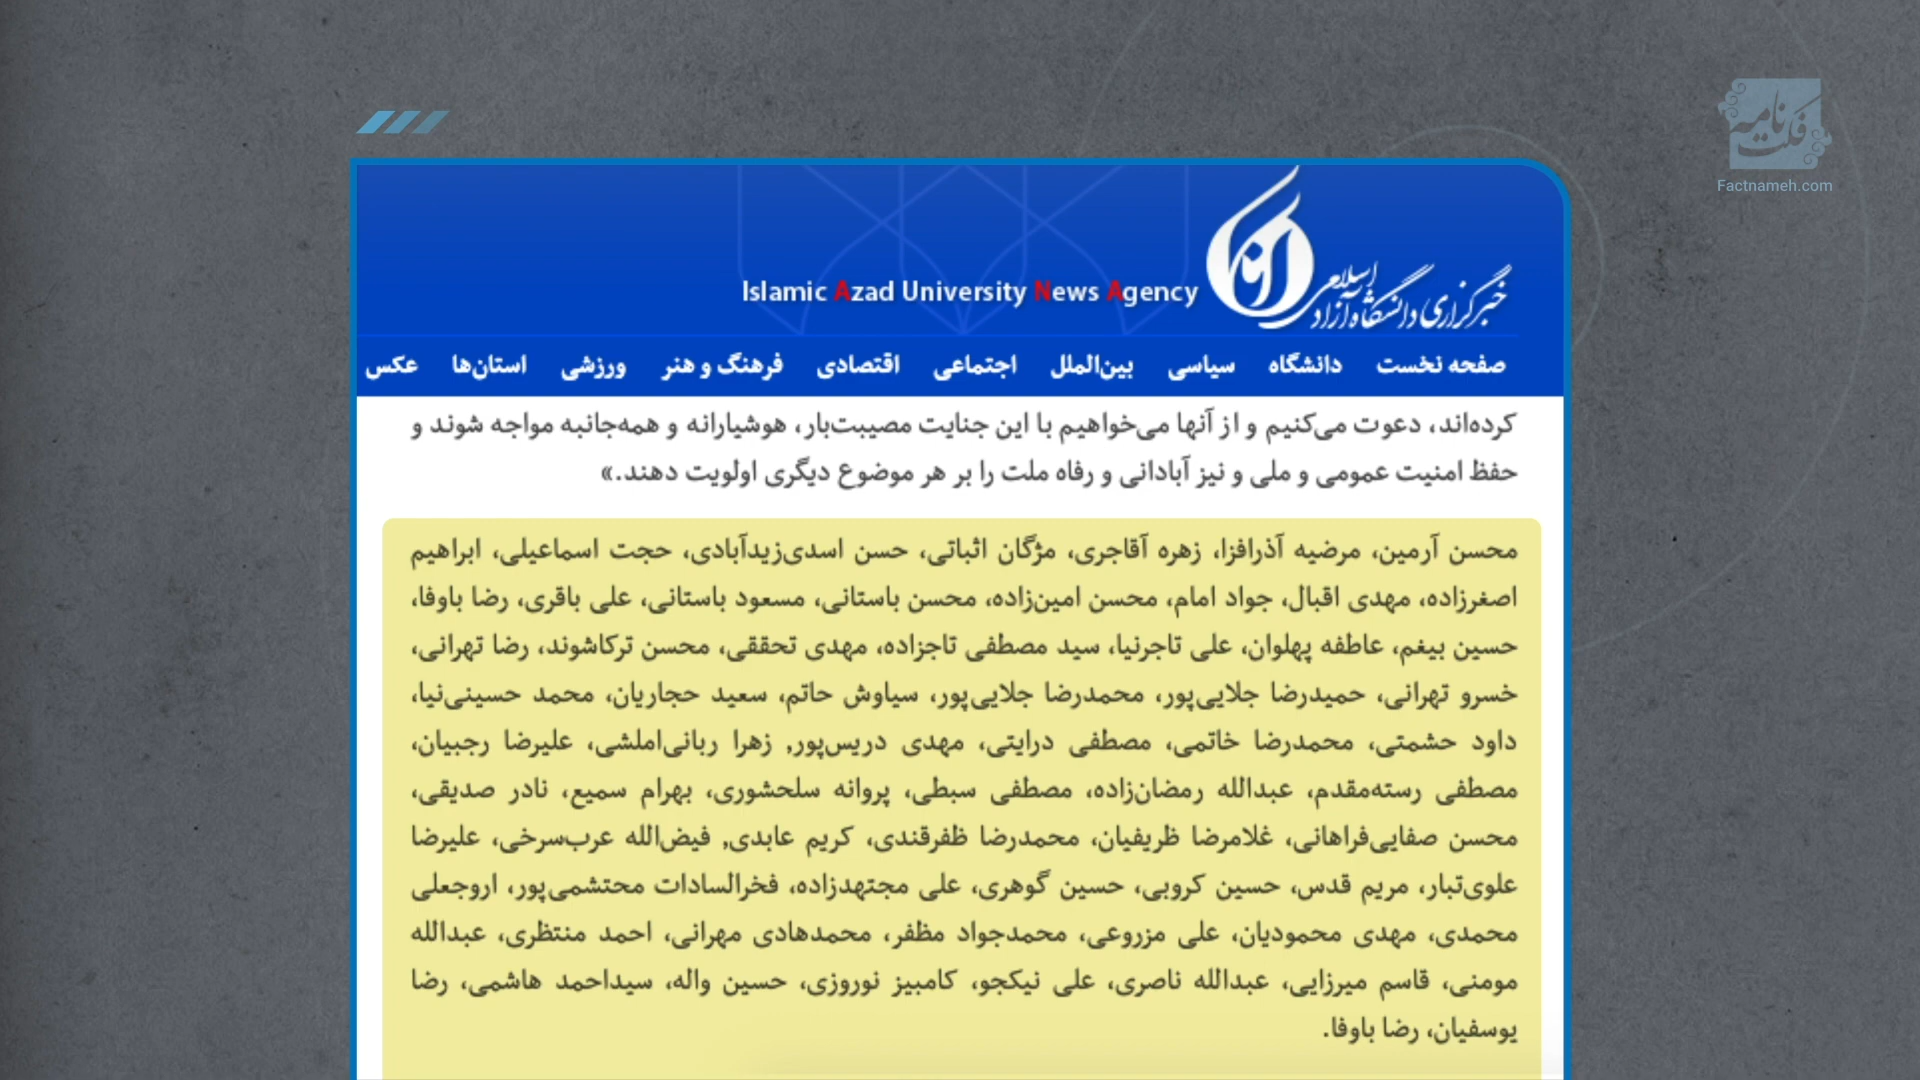 فکت نامه
Factnameh.com
Islamic Azad University News Agency
آنا
خبرگزاری دانشگاه آزاد اسلامی
صفحه نخست دانشگاه سیاسی بین‌الملل اجتماعی اقتصادی فرهنگ و هنر ورزشی استان‌ها عکس
کرده‌اند، دعوت می‌کنیم و از آنها می‌خواهیم با این جنایت مصیبت‌بار، هوشیارانه و همه‌جانبه مواجه شوند و
حفظ امنیت عمومی و ملی و نیز آبادانی و رفاه ملت را بر هر موضوع دیگری اولویت دهند.»
محسن آرمین، مرضیه آذرافزا، زهره آقاجری، مژگان اثباتی، حسن اسدی‌زیدآبادی، حجت اسماعیلی، ابراهیم
اصغرزاده، مهدی اقبال، جواد امام، محسن امین‌زاده، محسن باستانی، مسعود باستانی، علی باقری، رضا باوفا،
حسین بیغم، عاطفه پهلوان، علی تاجرنیا، سید مصطفی تاجزاده، مهدی تحققی، محسن ترکاشوند، رضا تهرانی،
خسرو تهرانی، حمیدرضا جلایی‌پور، محمدرضا جلایی‌پور، سیاوش حاتم، سعید حجاریان، محمد حسینی‌نیا،
داود حشمتی، محمدرضا خاتمی، مصطفی درایتی، مهدی دریس‌پور, زهرا ربانی‌املشی، علیرضا رجبیان،
مصطفی رسته‌مقدم، عبدالله رمضان‌زاده، مصطفی سبطی، پروانه سلحشوری، بهرام سمیع، نادر صدیقی،
محسن صفایی‌فراهانی، غلامرضا ظریفیان، محمدرضا ظفرقندی، کریم عابدی, فیض‌الله عرب‌سرخی، علیرضا
علوی‌تبار، مریم قدس، حسین کروبی، حسین گوهری، علی مجتهدزاده، فخرالسادات محتشمی‌پور، اروجعلی
محمدی، مهدی محمودیان، علی مزروعی، محمدجواد مظفر، محمدهادی مهرانی، احمد منتظری، عبدالله
مومنی، قاسم میرزایی، عبدالله ناصری، علی نیکجو، کامبیز نوروزی، حسین واله، سیداحمد هاشمی، رضا
یوسفیان، رضا باوفا.